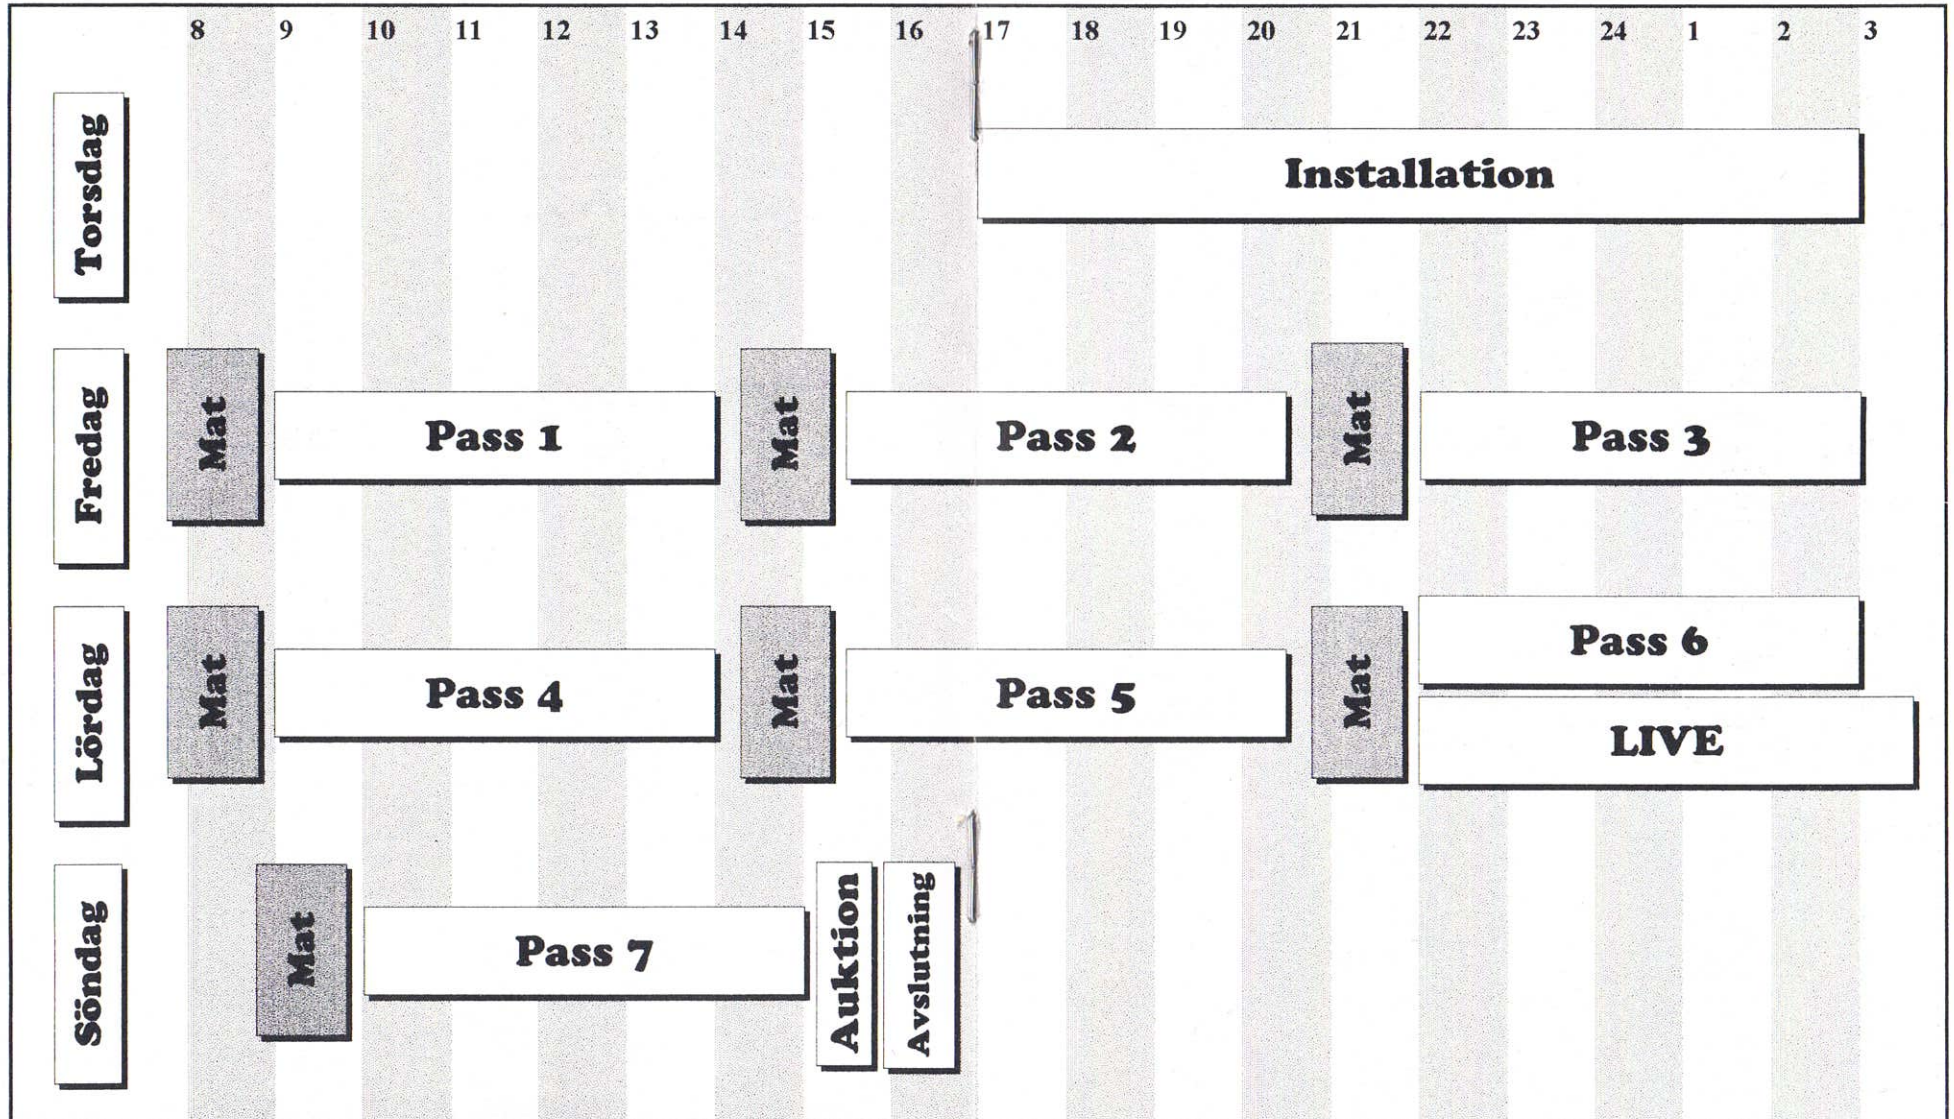 8 9 10 11 12 13 14 15 16 17 18 19 20 21 22 23 24 1 2 3
Torsdag
Installation
Fredag
Mat
Pass 1
Mat
Pass 2
Mat
Pass 3
Lördag
Mat
Pass 4
Mat
Pass 5
Mat
Pass 6
LIVE
Söndag
Mat
Pass 7
Auktion
Avslutning